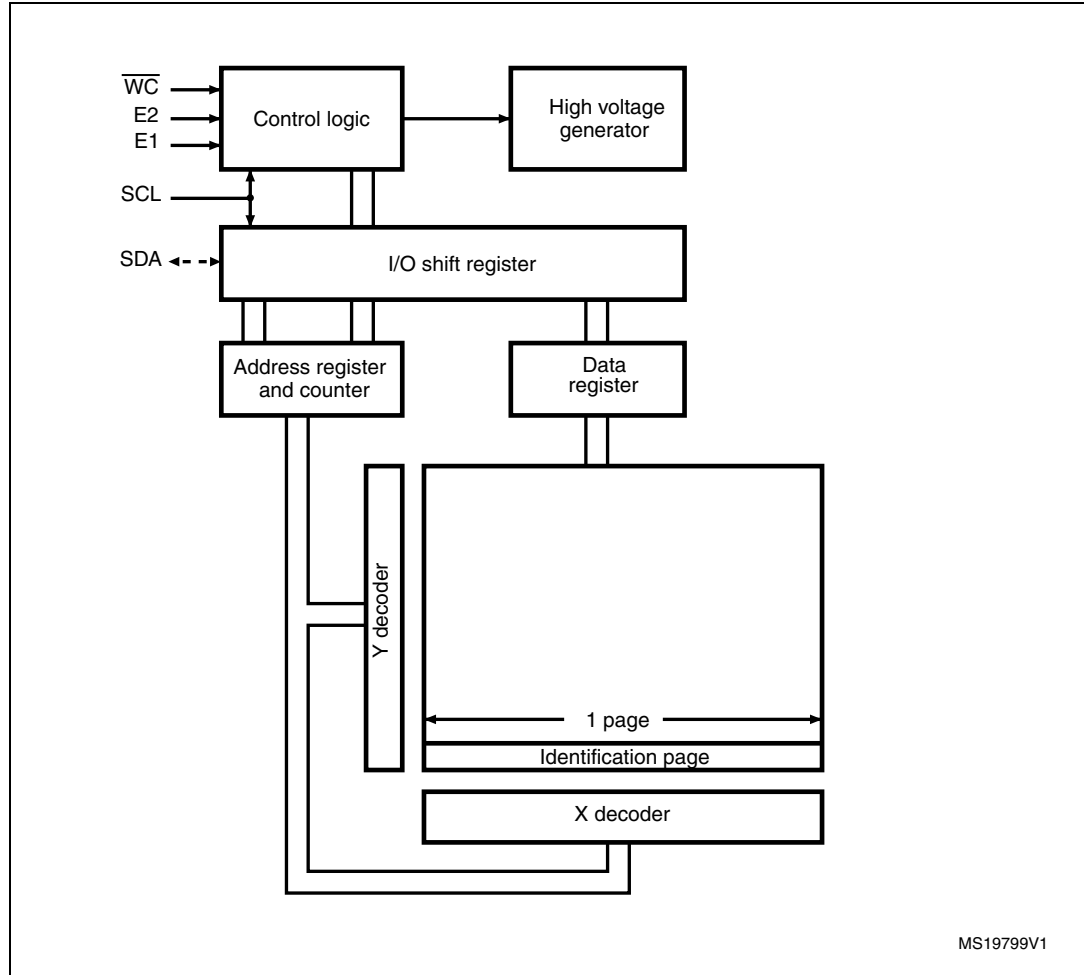 W̅C̅
E2
E1
SCL
SDA
Control logic
High voltage
generator
I/O shift register
Address register
and counter
Data
register
Y decoder
1 page
Identification page
X decoder
MS19799V1